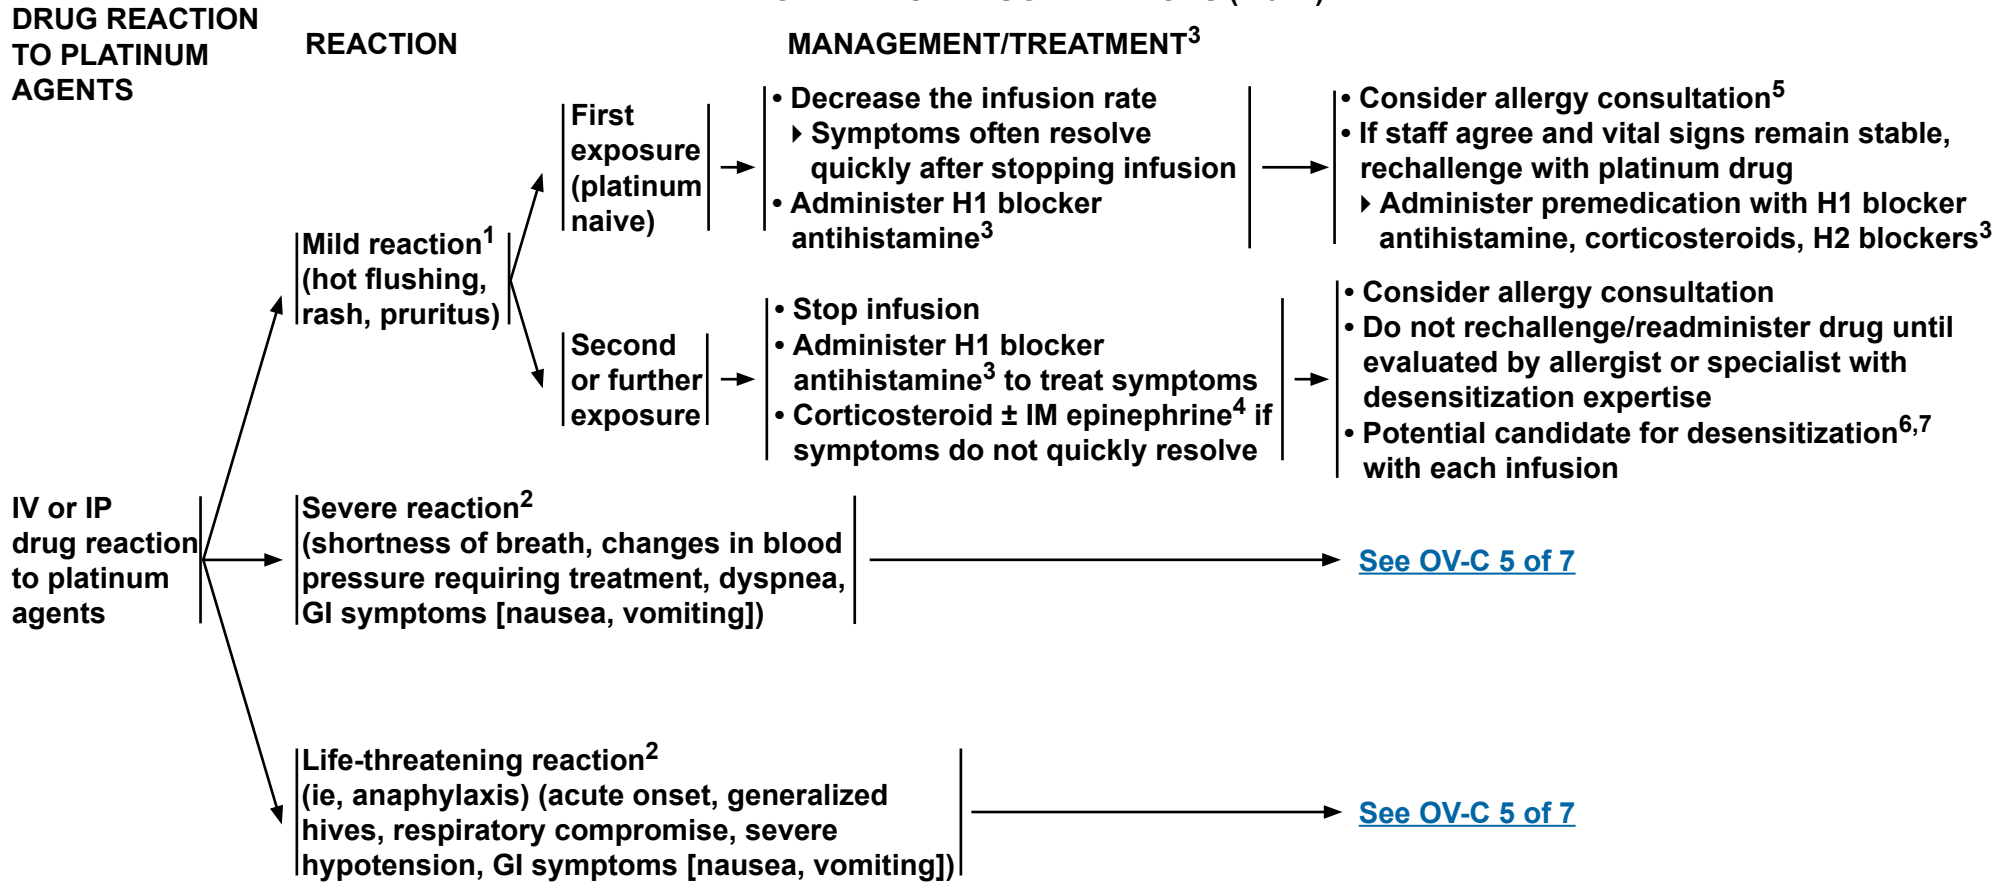 DRUG REACTION
TO PLATINUM
AGENTS
REACTION
MANAGEMENT/TREATMENT3
First
exposure
(platinum
naive)
• Decrease the infusion rate
▸ Symptoms often resolve
quickly after stopping infusion
• Administer H1 blocker
antihistamine3
• Consider allergy consultation5
• If staff agree and vital signs remain stable,
rechallenge with platinum drug
▸ Administer premedication with H1 blocker
antihistamine, corticosteroids, H2 blockers3
Mild reaction1
(hot flushing,
rash, pruritus)
Second
or further
exposure
• Stop infusion
• Administer H1 blocker
antihistamine3 to treat symptoms
• Corticosteroid ± IM epinephrine4 if
symptoms do not quickly resolve
• Consider allergy consultation
• Do not rechallenge/readminister drug until
evaluated by allergist or specialist with
desensitization expertise
• Potential candidate for desensitization6,7
with each infusion
IV or IP
drug reaction
to platinum
agents
Severe reaction2
(shortness of breath, changes in blood
pressure requiring treatment, dyspnea,
GI symptoms [nausea, vomiting])
See OV-C 5 of 7
Life-threatening reaction2
(ie, anaphylaxis) (acute onset, generalized
hives, respiratory compromise, severe
hypotension, GI symptoms [nausea, vomiting])
See OV-C 5 of 7